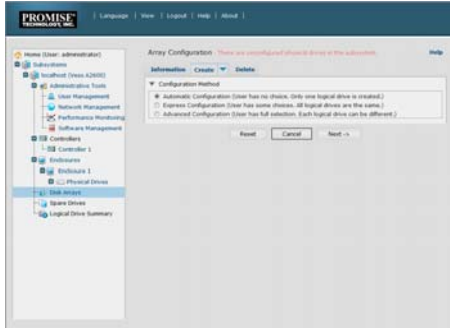 PROMISE
TECHNOLOGY, INC.
| Language | View | Logout | Help | About |
Home (User: administrator)
Subsystems
localhost (Vess A2600)
Administrative Tools
User Management
Network Management
Performance Monitoring
Software Management
Controllers
Controller 1
Enclosures
Enclosure 1
Physical Drives
Disk Arrays
Spare Drives
Logical Drive Summary
Array Configuration There are unconfigured physical drives in the subsystem. Help
Information Create Delete
Configuration Method
Automatic Configuration (User has no choice. Only one logical drive is created.)
Express Configuration (User has some choices. All logical drives are the same.)
Advanced Configuration (User has full selection. Each logical drive can be different.)
Reset Cancel Next ->